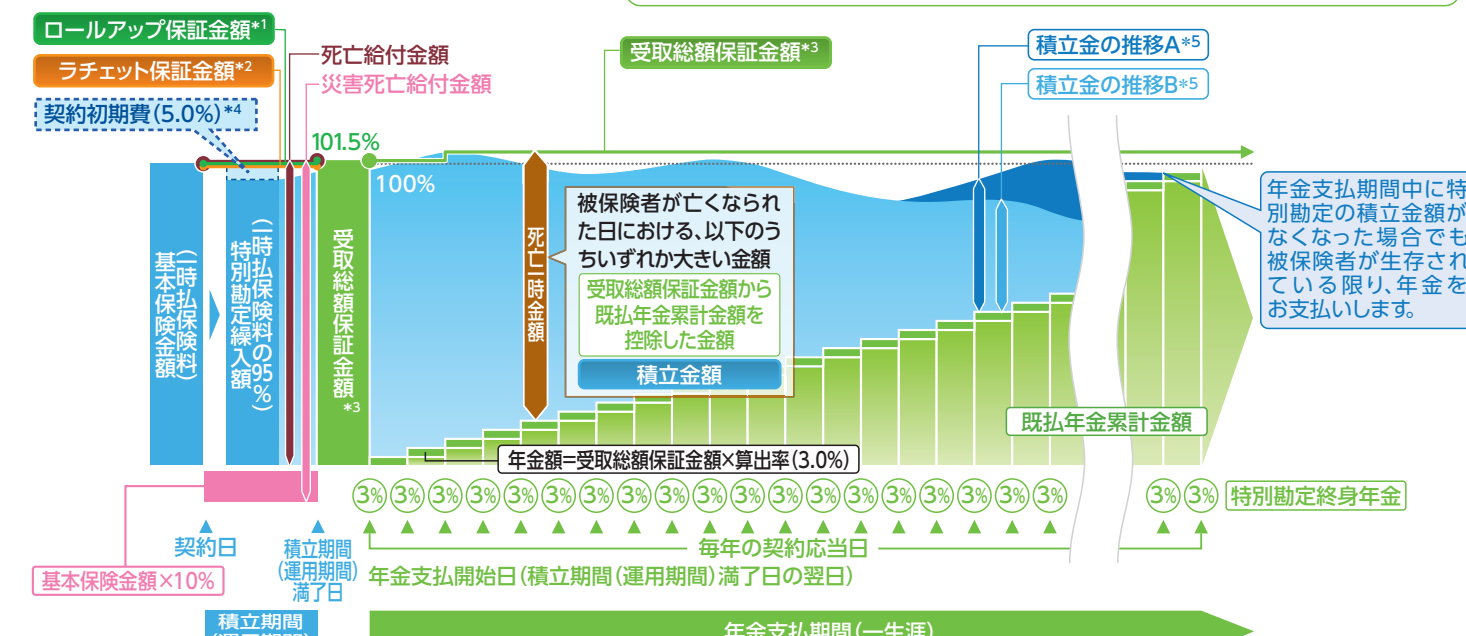 ロールアップ保証金額*1
ラチェット保証金額*2
契約初期費(5.0%)*4
死亡給付金額
災害死亡給付金額
受取総額保証金額*3
積立金の推移A*5
積立金の推移B*5
101.5%
100%
基本保険金額
(一時払保険料)
特別勘定繰入額
(一時払保険料の95%)
受取総額保証金額*3
死亡一時金額
被保険者が亡くなられ
た日における、以下のう
ちいずれか大きい金額
受取総額保証金額から
既払年金累計金額を
控除した金額
積立金額
年金支払期間中に特
別勘定の積立金額が
なくなった場合でも
被保険者が生存され
ている限り、年金を
お支払いします。
既払年金累計金額
年金額=受取総額保証金額×算出率(3.0%)
3% 3% 3% 3% 3% 3% 3% 3% 3% 3% 3% 3% 3% 3% 3% 3% 3% 3% 3% 3% 3%
特別勘定終身年金
契約日
積立期間
(運用期間)
満了日
毎年の契約応当日
年金支払開始日(積立期間(運用期間)満了日の翌日)
基本保険金額×10%
積立期間
(運用期間)
年金支払期間(一生涯)